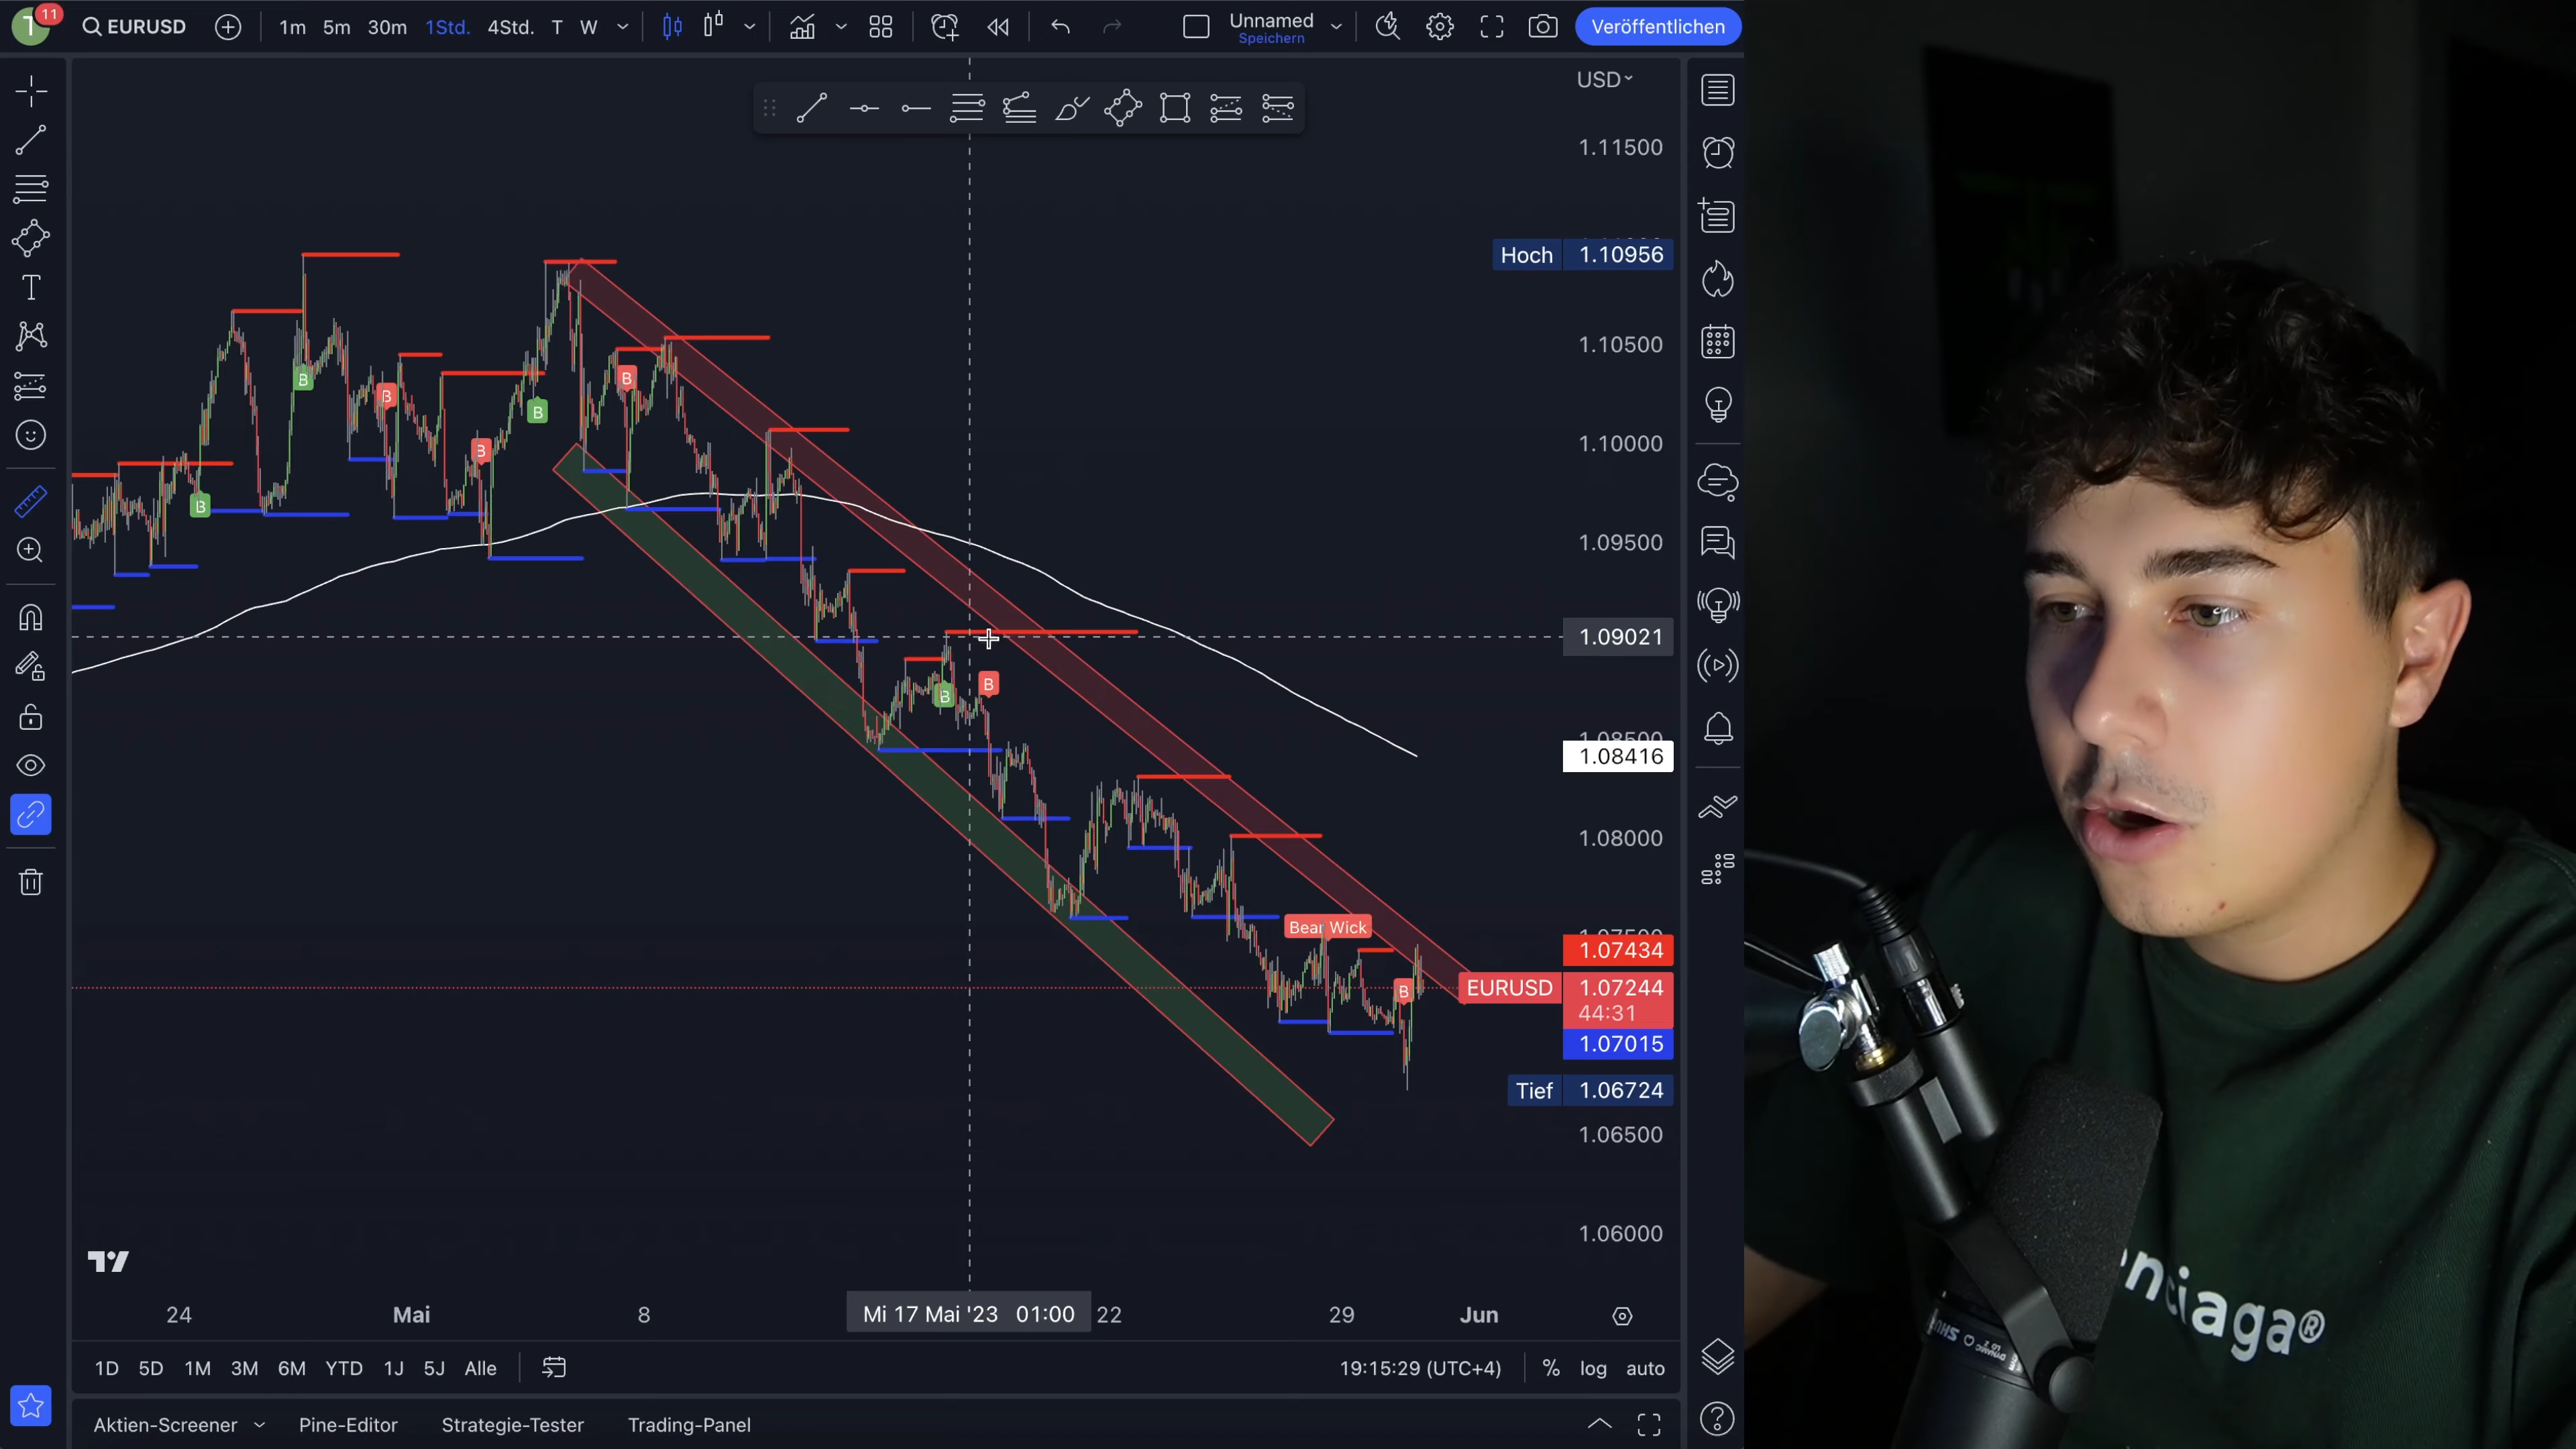 T
11
EURUSD
1m 5m 30m 1Std. 4Std. T W
Unnamed
Speichern
Veröffentlichen
USD
1.11500
Hoch 1.10956
1.10500
1.10000
1.09500
1.09021
1.08416
1.08000
1.07434
EURUSD 1.07244
44:31
1.07015
Tief 1.06724
1.06500
1.06000
B
B
B
B
B
B
B
B
Bear Wick
B
24 Mai 8 Mi 17 Mai '23 01:00 22 29 Jun
1D 5D 1M 3M 6M YTD 1J 5J Alle
19:15:29 (UTC+4) % log auto
Aktien-Screener Pine-Editor Strategie-Tester Trading-Panel
nciaga®